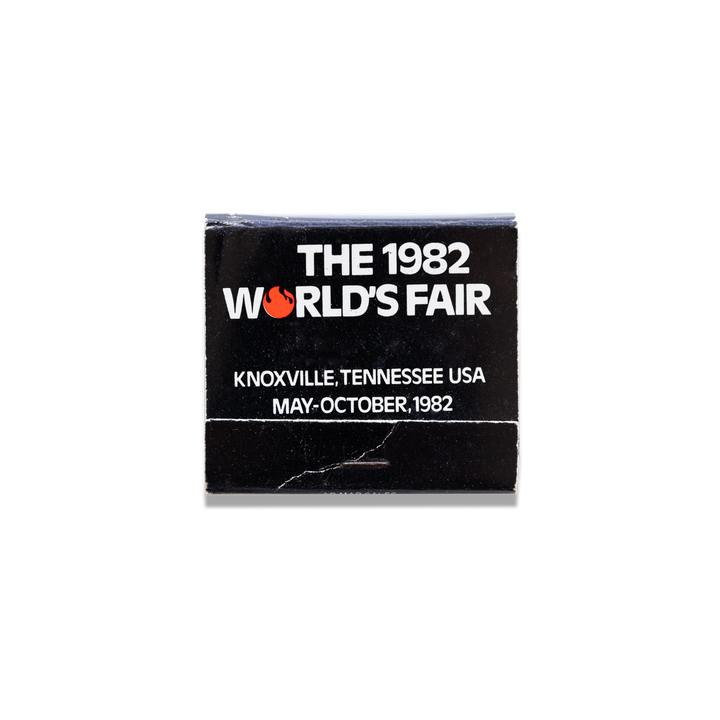 THE 1982
WORLD'S FAIR
KNOXVILLE, TENNESSEE USA
MAY-OCTOBER, 1982